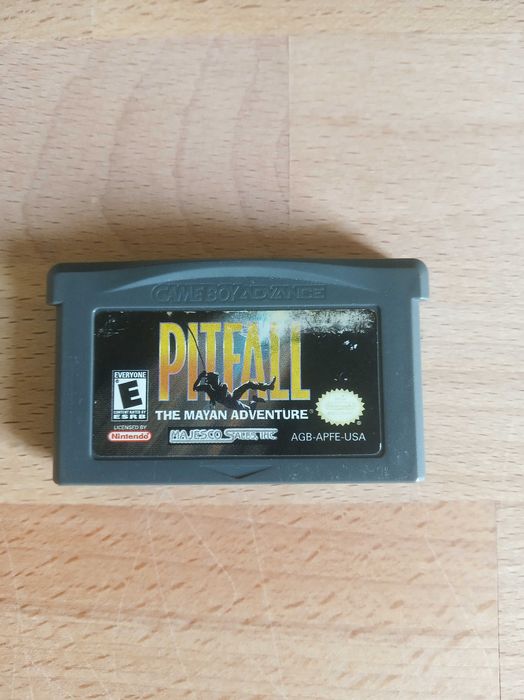 GAME BOY ADVANCE
PITFALL
EVERYONE
E
CONTENT RATED BY
ESRB
THE MAYAN ADVENTURE®
LICENSED BY
Nintendo
MAJESCO SALES, INC
AGB-APFE-USA